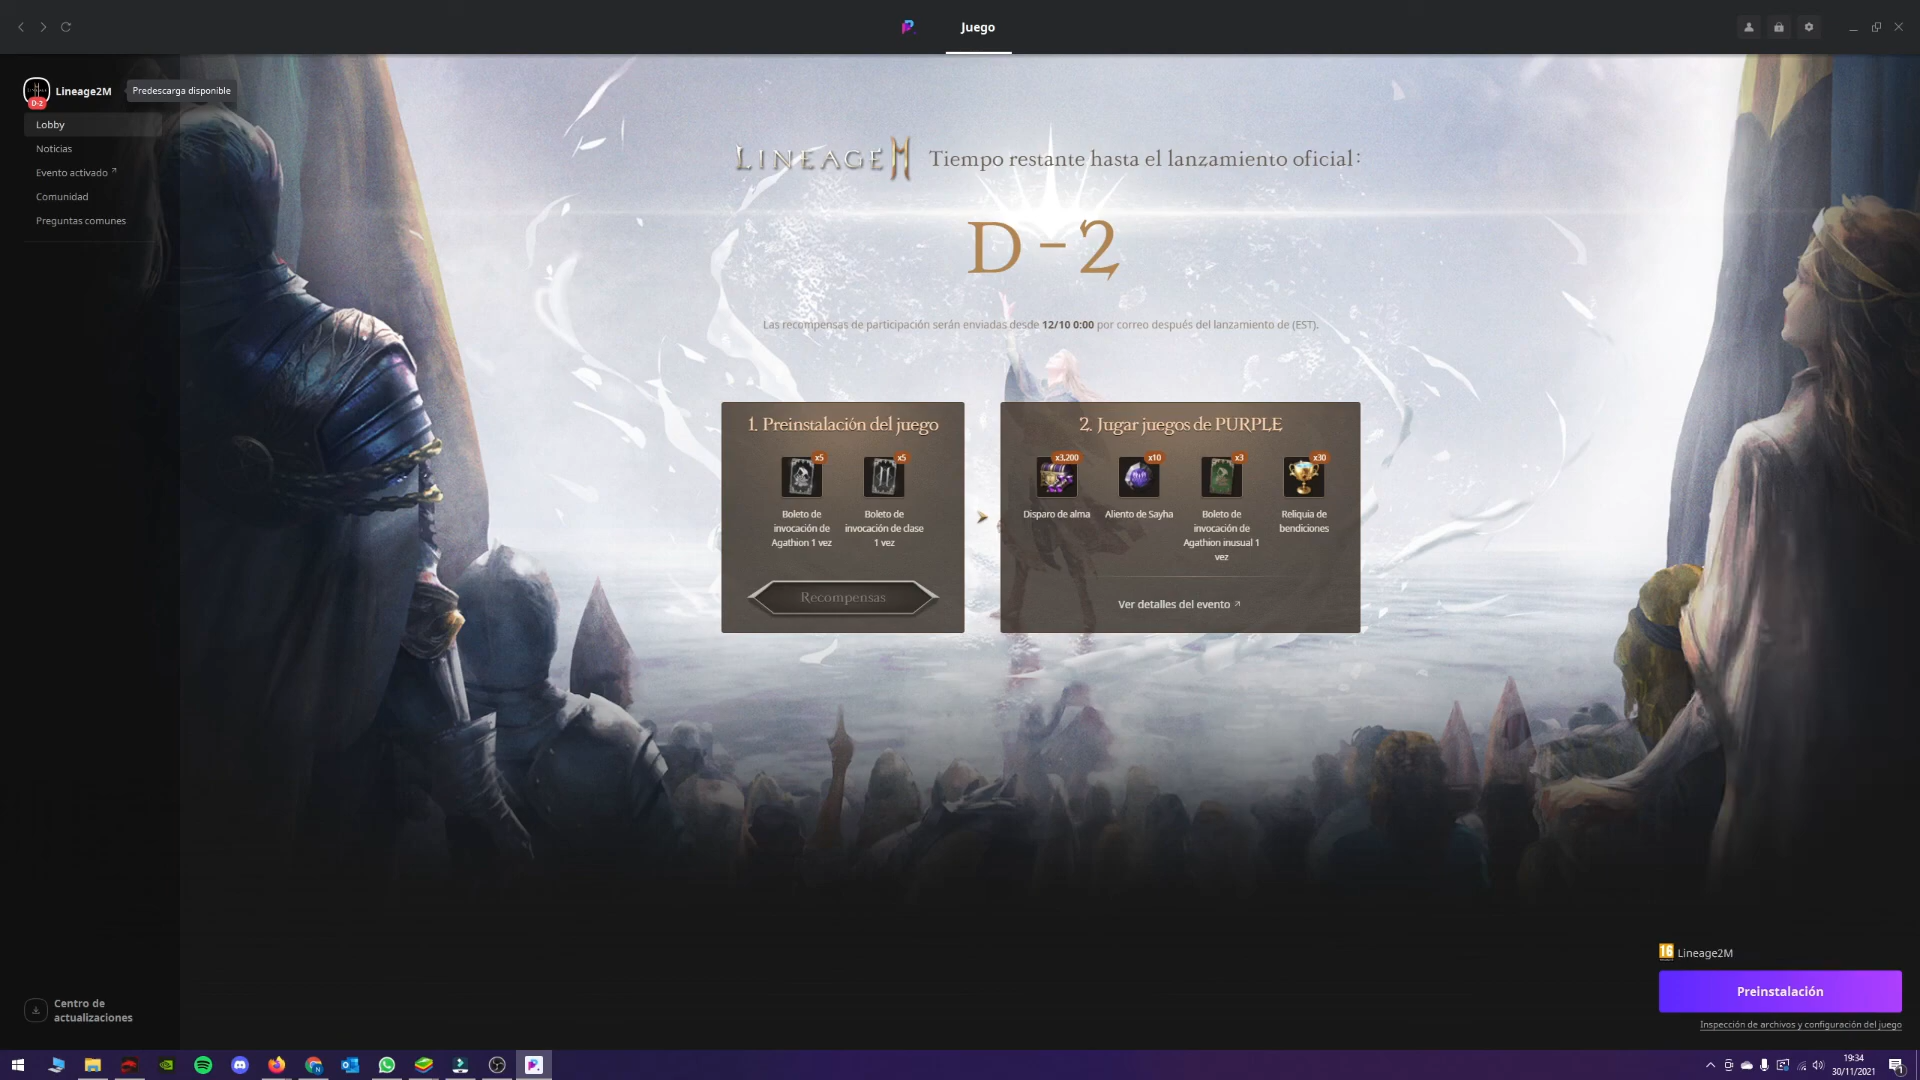 Juego
Lineage2M
D-2
Predescarga disponible
Lobby
Noticias
Evento activado
Comunidad
Preguntas comunes
LINEAGE M Tiempo restante hasta el lanzamiento oficial:
D-2
Las recompensas de participación serán enviadas desde 12/10 0:00 por correo después del lanzamiento de (EST).
1. Preinstalación del juego
x5
x5
Boleto de
invocación de
Agathion 1 vez
Boleto de
invocación de clase
1 vez
Recompensas
2. Jugar juegos de PURPLE
x3,200
x10
x3
x30
Disparo de alma
Aliento de Sayha
Boleto de
invocación de
Agathion inusual 1
vez
Reliquia de
bendiciones
Ver detalles del evento
16 Lineage2M
Preinstalación
Inspección de archivos y configuración del juego
Centro de
actualizaciones
19:34
30/11/2021
1